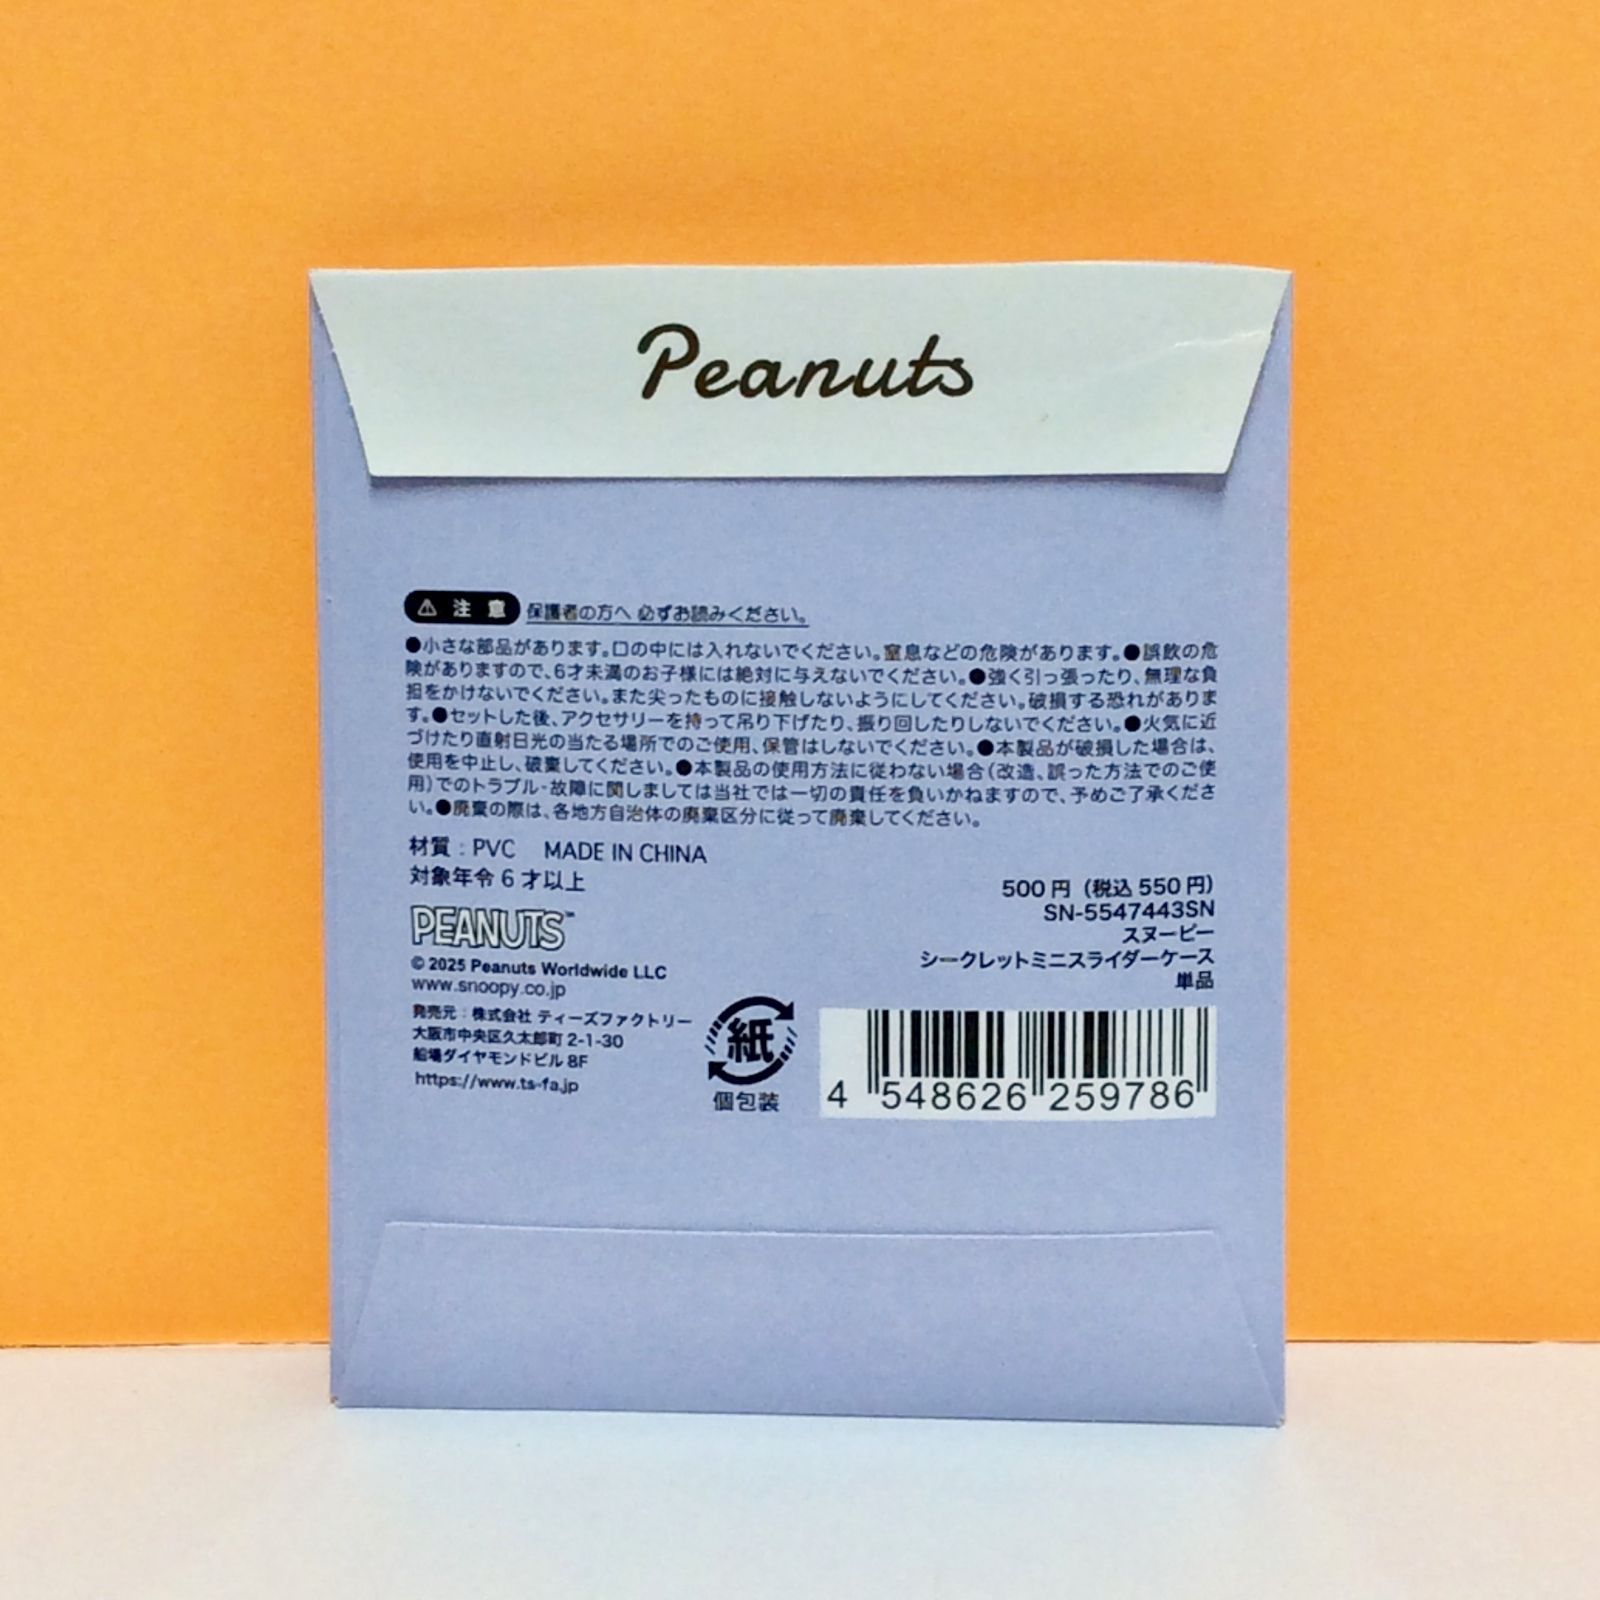 Peanuts
⚠ 注意 保護者の方へ 必ずお読みください。
●小さな部品があります。口の中には入れないでください。窒息などの危険があります。●誤飲の危
険がありますので、6才未満のお子様には絶対に与えないでください。●強く引っ張ったり、無理な負
担をかけないでください。また尖ったものに接触しないようにしてください。破損する恐れがありま
す。●セットした後、アクセサリーを持って吊り下げたり、振り回したりしないでください。●火気に近
づけたり直射日光の当たる場所でのご使用、保管はしないでください。●本製品が破損した場合は、
使用を中止し、破棄してください。●本製品の使用方法に従わない場合(改造、誤った方法でのご使
用)でのトラブル・故障に関しましては当社では一切の責任を負いかねますので、予めご了承くださ
い。●廃棄の際は、各地方自治体の廃棄区分に従って廃棄してください。
材質:PVC MADE IN CHINA
対象年令6才以上
PEANUTS™
© 2025 Peanuts Worldwide LLC
www.snoopy.co.jp
発売元:株式会社 ティーズファクトリー
大阪市中央区久太郎町 2-1-30
船場ダイヤモンドビル 8F
https://www.ts-fa.jp
紙
個包装
500円(税込550円)
SN-5547443SN
スヌーピー
シークレットミニスライダーケース
単品
4 548626 259786